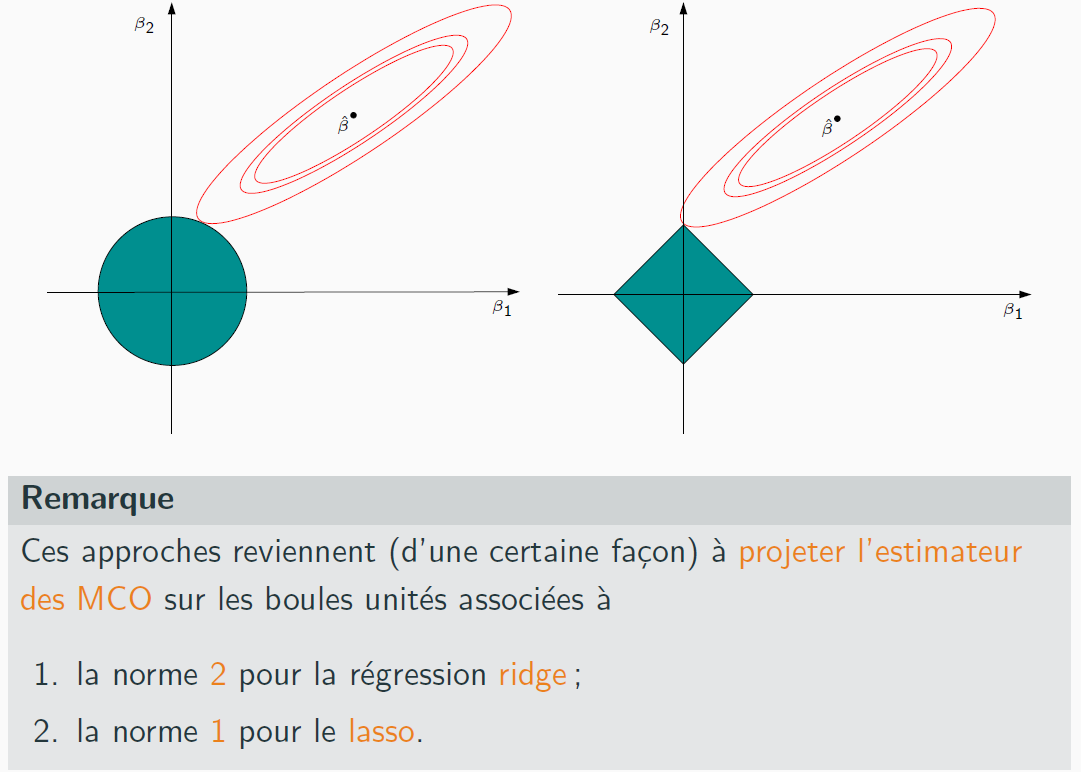 β2
β̂
β1
β2
β̂
β1
Remarque
Ces approches reviennent (d'une certaine façon) à projeter l'estimateur
des MCO sur les boules unités associées à
1. la norme 2 pour la régression ridge ;
2. la norme 1 pour le lasso.